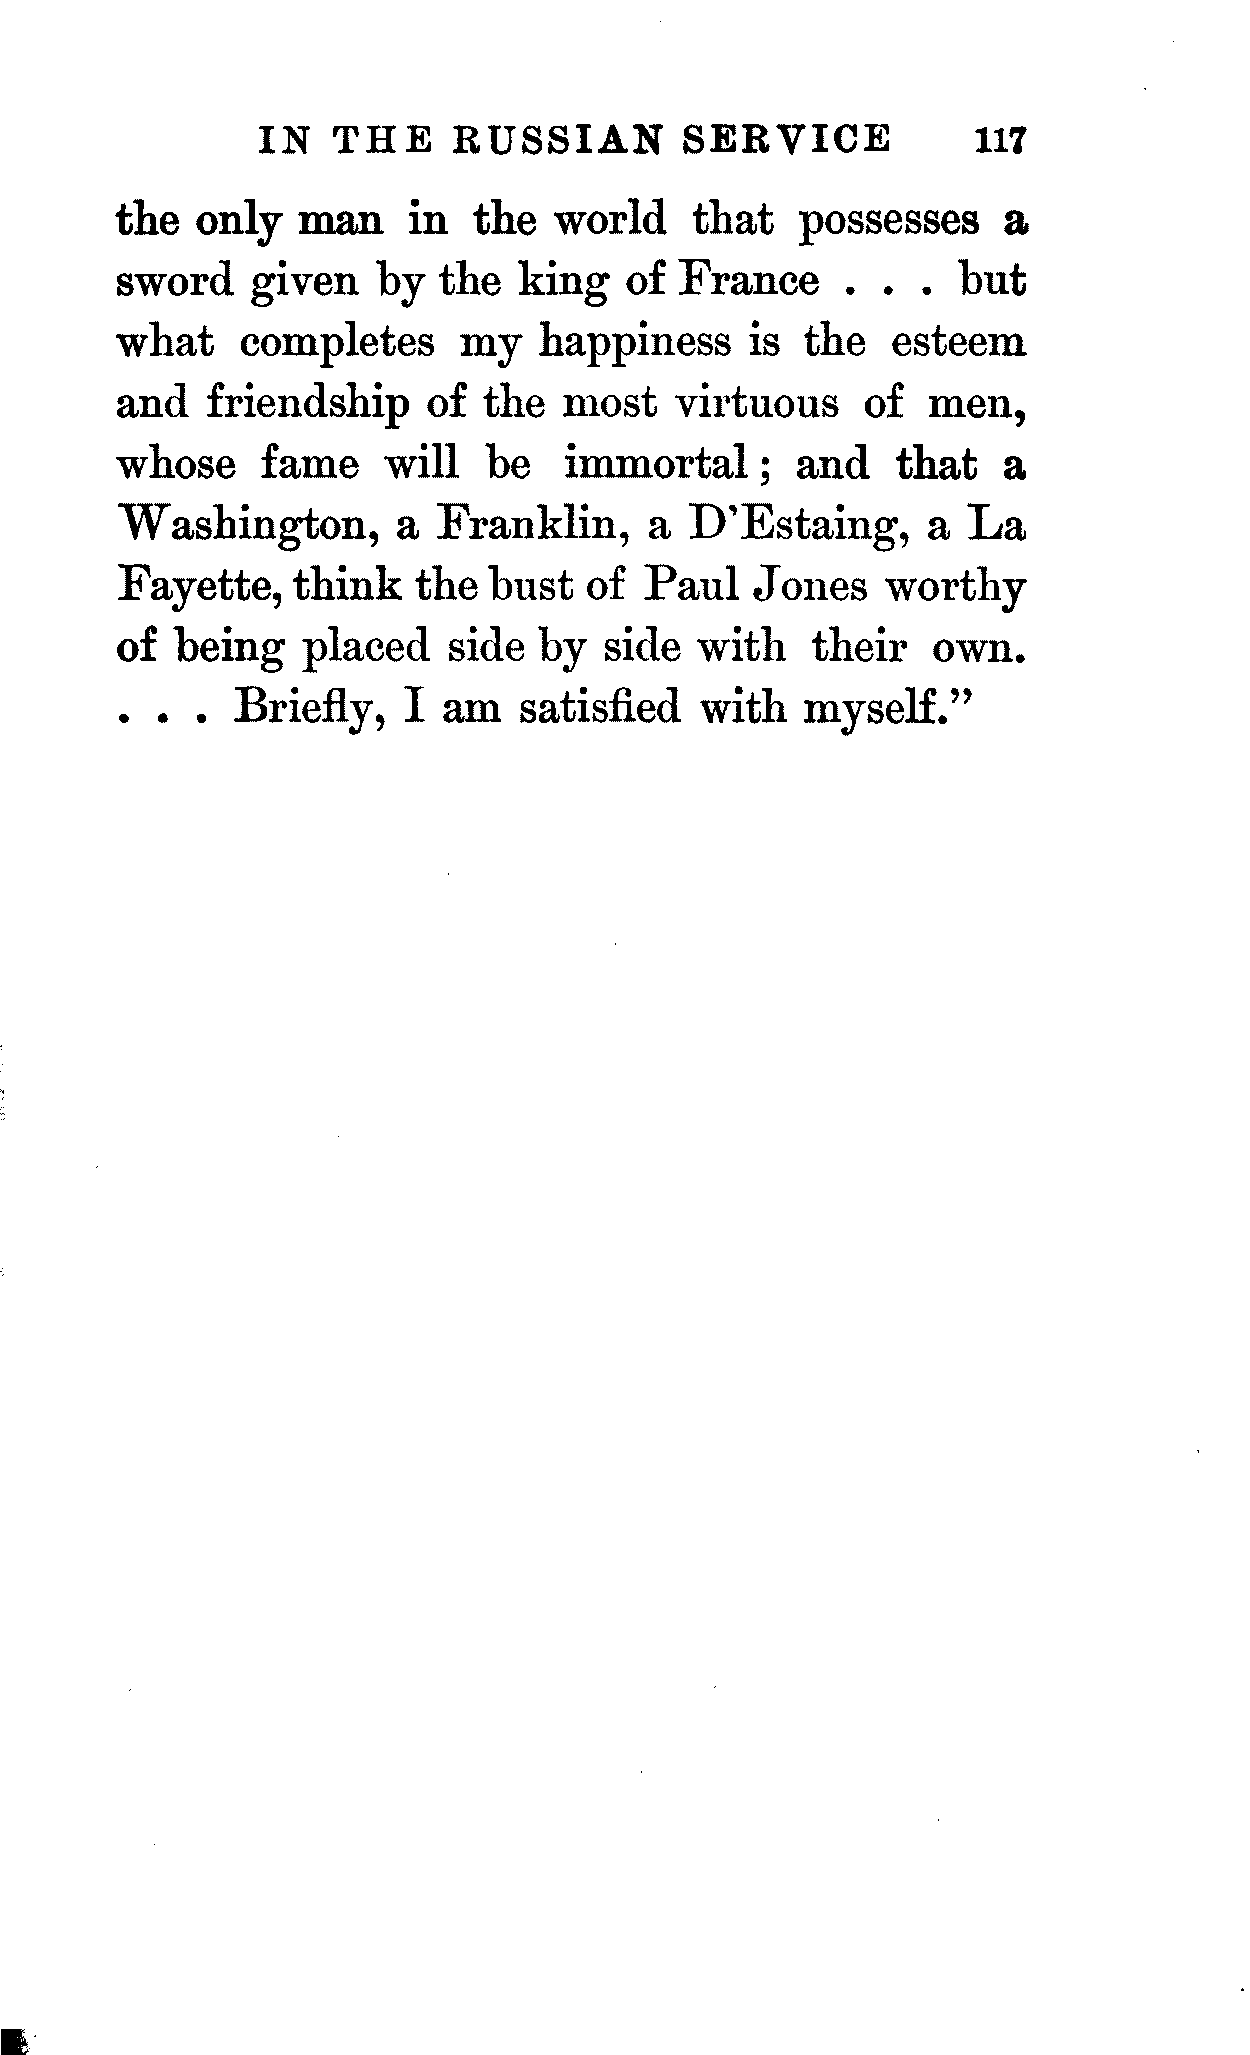 IN THE RUSSIAN SERVICE 117
the only man in the world that possesses a
sword given by the king of France . . . but
what completes my happiness is the esteem
and friendship of the most virtuous of men,
whose fame will be immortal; and that a
Washington, a Franklin, a D'Estaing, a La
Fayette, think the bust of Paul Jones worthy
of being placed side by side with their own.
. . . Briefly, I am satisfied with myself."